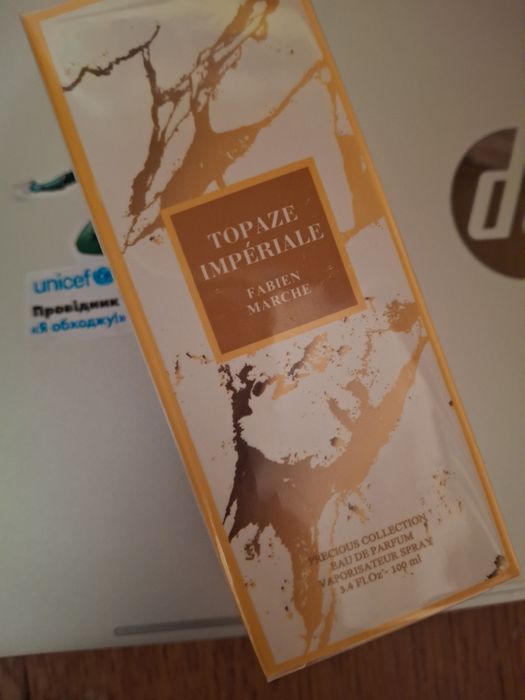 TOPAZE
IMPÉRIALE
FABIEN
MARCHE
PRECIOUS COLLECTION
EAU DE PARFUM
VAPORISATEUR SPRAY
3.4 Fl.Oz - 100 ml
unicef
Провідник
«Я обходжу!»